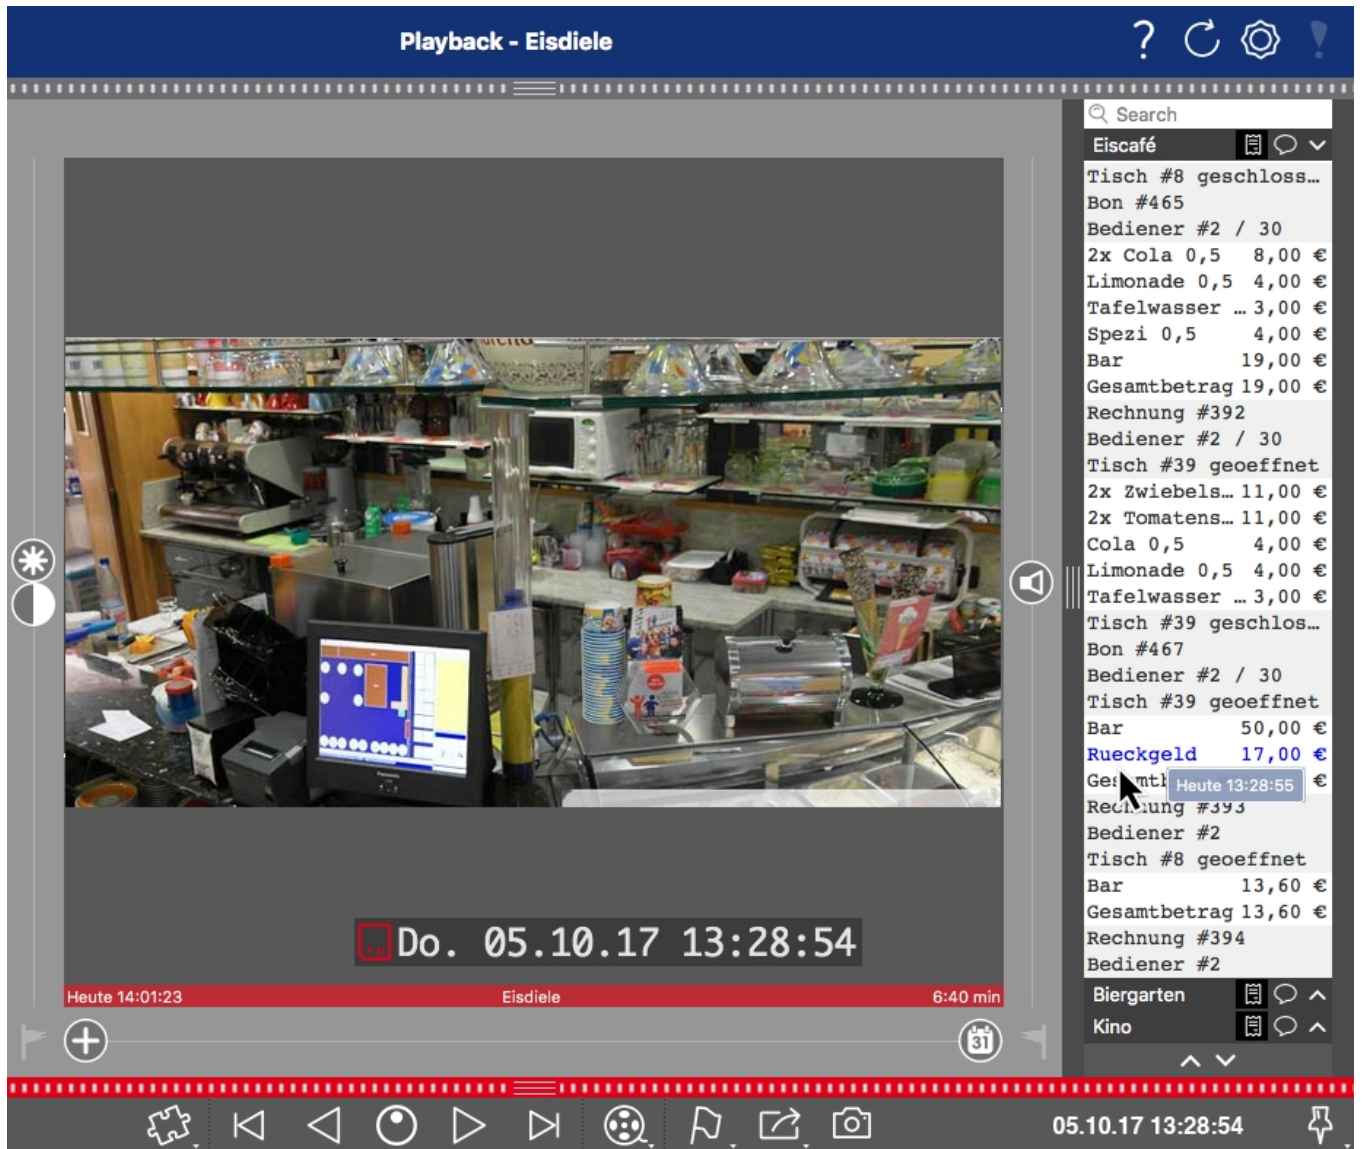 Playback - Eisdiele
Search
Eiscafé
Tisch #8 geschloss…
Bon #465
Bediener #2 / 30
2x Cola 0,5 8,00 €
Limonade 0,5 4,00 €
Tafelwasser … 3,00 €
Spezi 0,5 4,00 €
Bar 19,00 €
Gesamtbetrag 19,00 €
Rechnung #392
Bediener #2 / 30
Tisch #39 geoeffnet
2x Zwiebels… 11,00 €
2x Tomatens… 11,00 €
Cola 0,5 4,00 €
Limonade 0,5 4,00 €
Tafelwasser … 3,00 €
Tisch #39 geschlos…
Bon #467
Bediener #2 / 30
Tisch #39 geoeffnet
Bar 50,00 €
Rueckgeld 17,00 €
€
Heute 13:28:55
Rechnung #393
Bediener #2
Tisch #8 geoeffnet
Bar 13,60 €
Gesamtbetrag 13,60 €
Rechnung #394
Bediener #2
Biergarten
Kino
Panasonic
Do. 05.10.17 13:28:54
Heute 14:01:23 Eisdiele 6:40 min
31
05.10.17 13:28:54